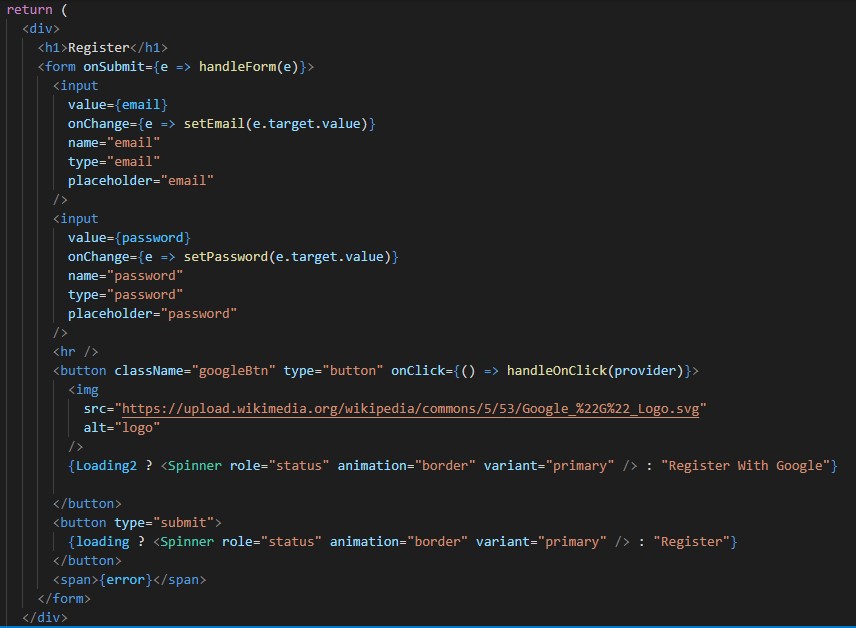 return (
<div>
<h1>Register</h1>
<form onSubmit={e => handleForm(e)}>
<input
value={email}
onChange={e => setEmail(e.target.value)}
name="email"
type="email"
placeholder="email"
/>
<input
value={password}
onChange={e => setPassword(e.target.value)}
name="password"
type="password"
placeholder="password"
/>
<hr />
<button className="googleBtn" type="button" onClick={() => handleOnClick(provider)}>
<img
src="https://upload.wikimedia.org/wikipedia/commons/5/53/Google_%22G%22_Logo.svg"
alt="logo"
/>
{Loading2 ? <Spinner role="status" animation="border" variant="primary" /> : "Register With Google"}
</button>
<button type="submit">
{loading ? <Spinner role="status" animation="border" variant="primary" /> : "Register"}
</button>
<span>{error}</span>
</form>
</div>